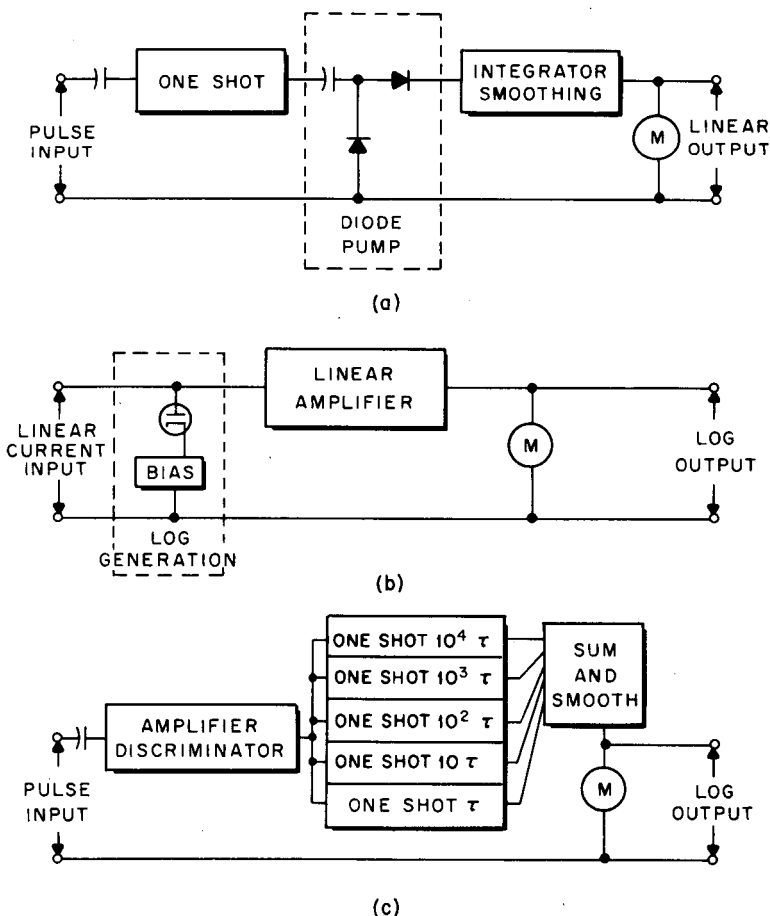 ONE SHOT
INTEGRATOR
SMOOTHING
M
PULSE
INPUT
LINEAR
OUTPUT
DIODE
PUMP
(a)
LINEAR
AMPLIFIER
LINEAR
CURRENT
INPUT
BIAS
M
LOG
OUTPUT
LOG
GENERATION
(b)
ONE SHOT 10⁴ τ
ONE SHOT 10³ τ
ONE SHOT 10² τ
ONE SHOT 10 τ
ONE SHOT τ
SUM
AND
SMOOTH
AMPLIFIER
DISCRIMINATOR
PULSE
INPUT
M
LOG
OUTPUT
(c)